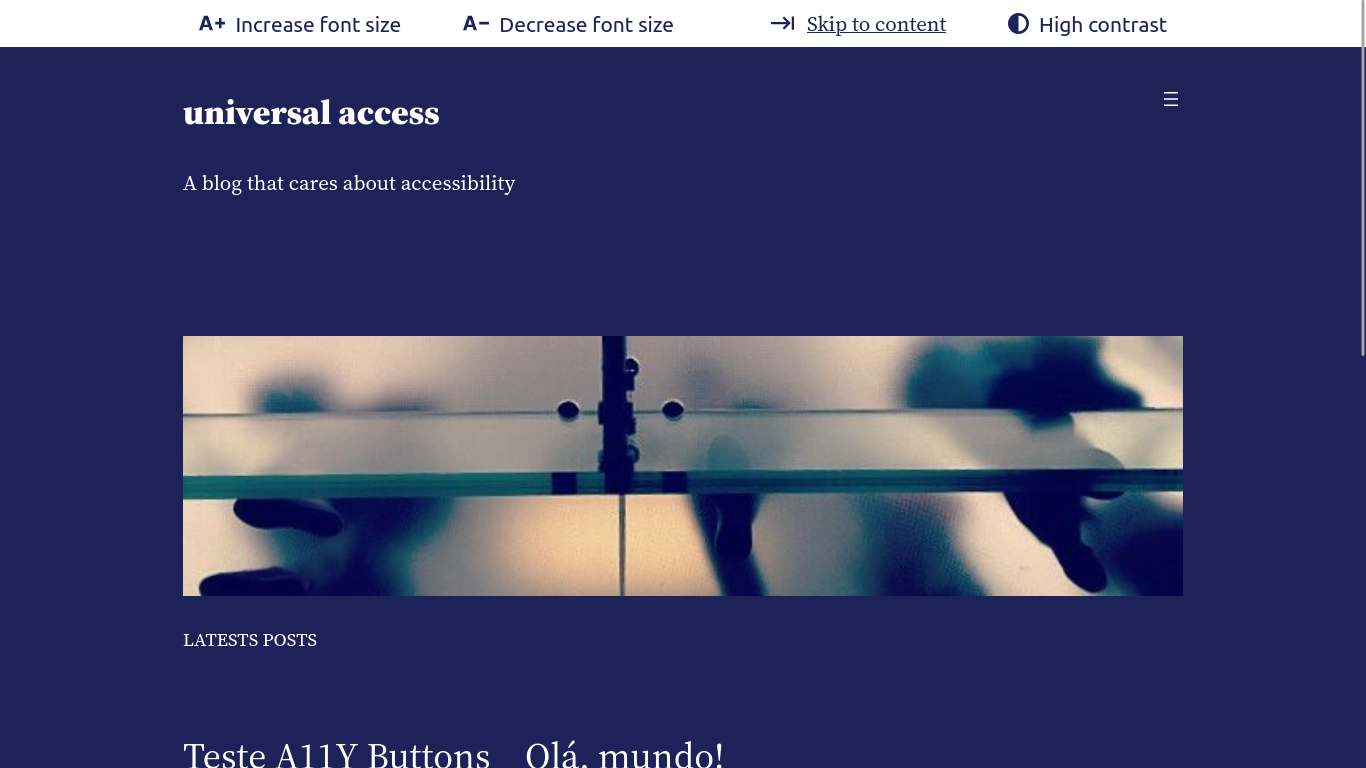 A+ Increase font size A− Decrease font size Skip to content High contrast
universal access
A blog that cares about accessibility
LATESTS POSTS
Teste A11Y Buttons Olá, mundo!